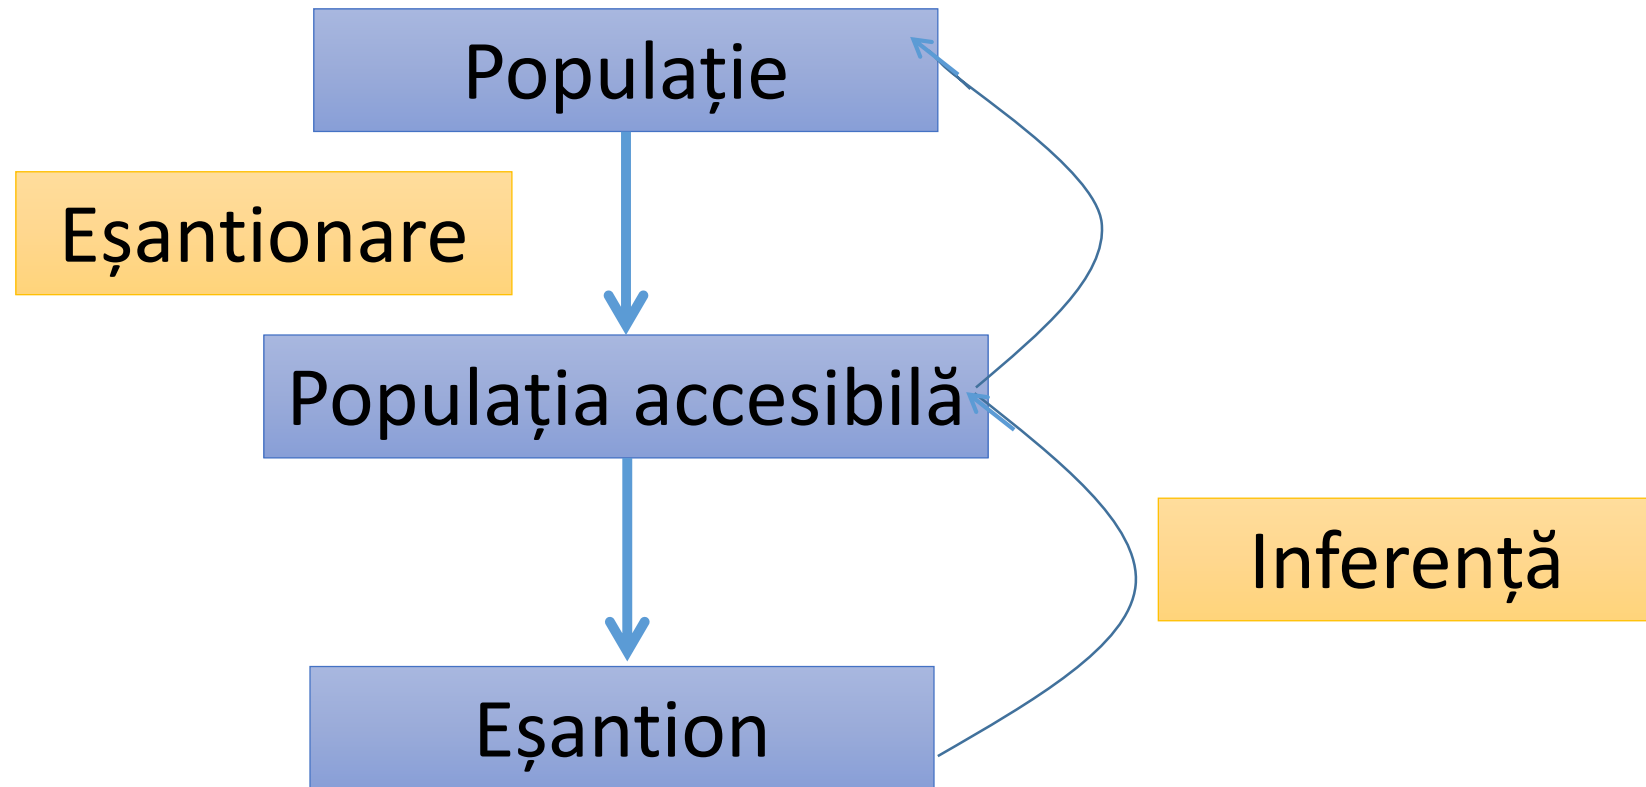 Populație
Eșantionare
Populația accesibilă
Inferență
Eșantion